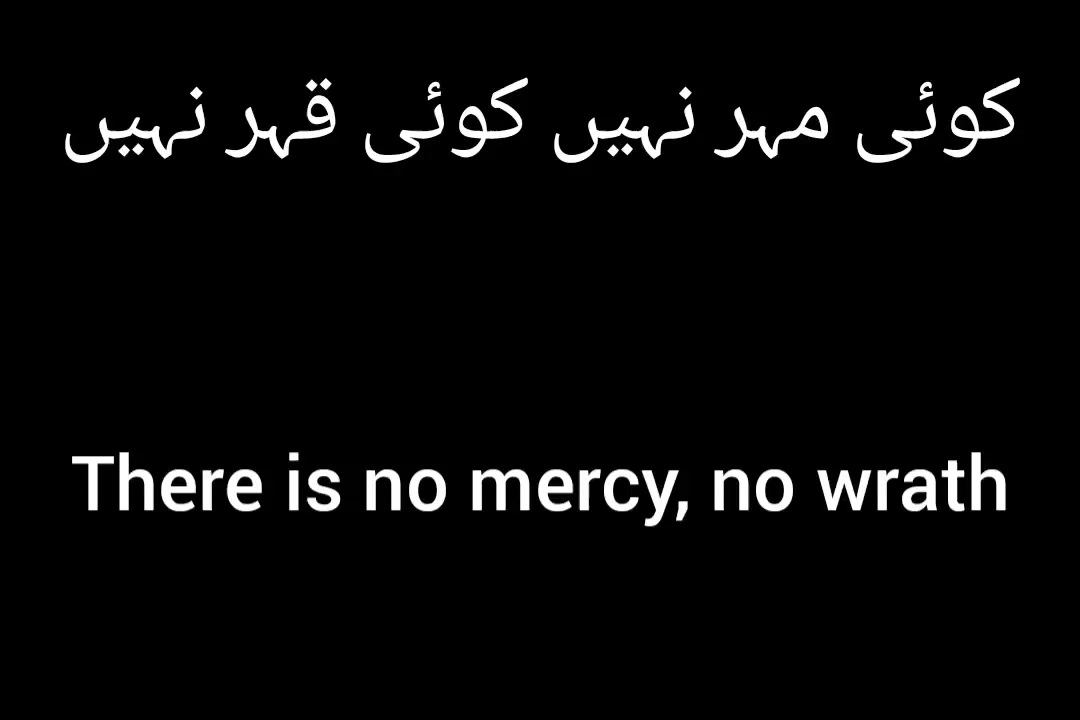 کوئی مہر نہیں کوئی قہر نہیں
There is no mercy, no wrath